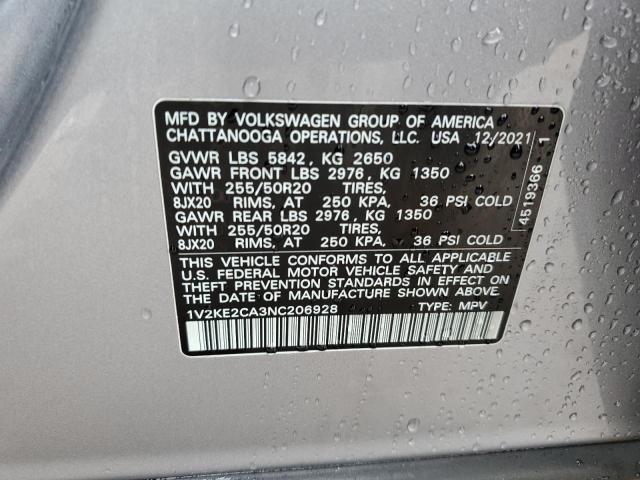 MFD BY VOLKSWAGEN GROUP OF AMERICA
CHATTANOOGA OPERATIONS, LLC. USA 12/2021
GVWR LBS 5842, KG 2650
GAWR FRONT LBS 2976, KG 1350
WITH 255/50R20 TIRES,
8JX20 RIMS, AT 250 KPA, 36 PSI COLD
GAWR REAR LBS 2976, KG 1350
WITH 255/50R20 TIRES,
8JX20 RIMS, AT 250 KPA, 36 PSI COLD
THIS VEHICLE CONFORMS TO ALL APPLICABLE
U.S. FEDERAL MOTOR VEHICLE SAFETY AND
THEFT PREVENTION STANDARDS IN EFFECT ON
THE DATE OF MANUFACTURE SHOWN ABOVE.
1V2KE2CA3NC206928 TYPE: MPV
4519366 1